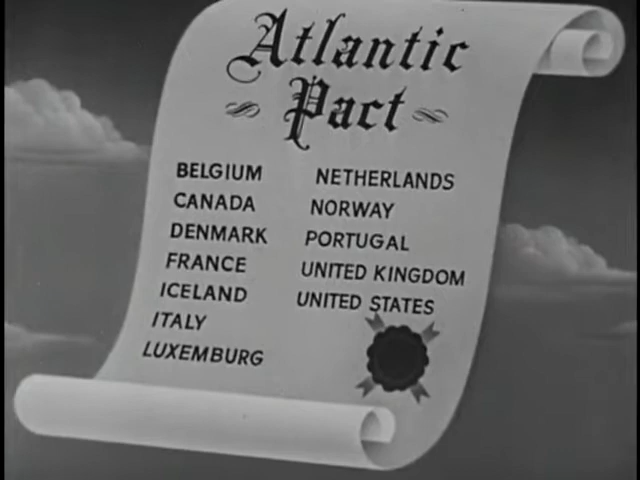 Atlantic
Pact
BELGIUM
CANADA
DENMARK
FRANCE
ICELAND
ITALY
LUXEMBURG
NETHERLANDS
NORWAY
PORTUGAL
UNITED KINGDOM
UNITED STATES